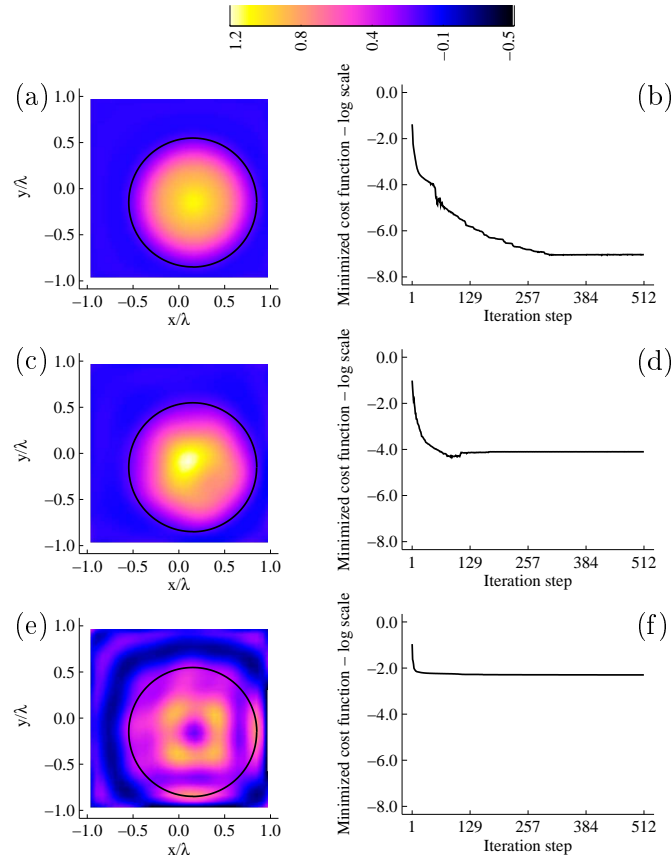 1.2 0.8 0.4 −0.1 −0.5
(a)
1.0
0.5
0.0
−0.5
−1.0
y/λ
−1.0 −0.5 0.0 0.5 1.0
x/λ
(b)
Minimized cost function − log scale
0.0
−2.0
−4.0
−6.0
−8.0
1 129 257 384 512
Iteration step
(c)
1.0
0.5
0.0
−0.5
−1.0
y/λ
−1.0 −0.5 0.0 0.5 1.0
x/λ
(d)
Minimized cost function − log scale
0.0
−2.0
−4.0
−6.0
−8.0
1 129 257 384 512
Iteration step
(e)
1.0
0.5
0.0
−0.5
−1.0
y/λ
−1.0 −0.5 0.0 0.5 1.0
x/λ
(f)
Minimized cost function − log scale
0.0
−2.0
−4.0
−6.0
−8.0
1 129 257 384 512
Iteration step